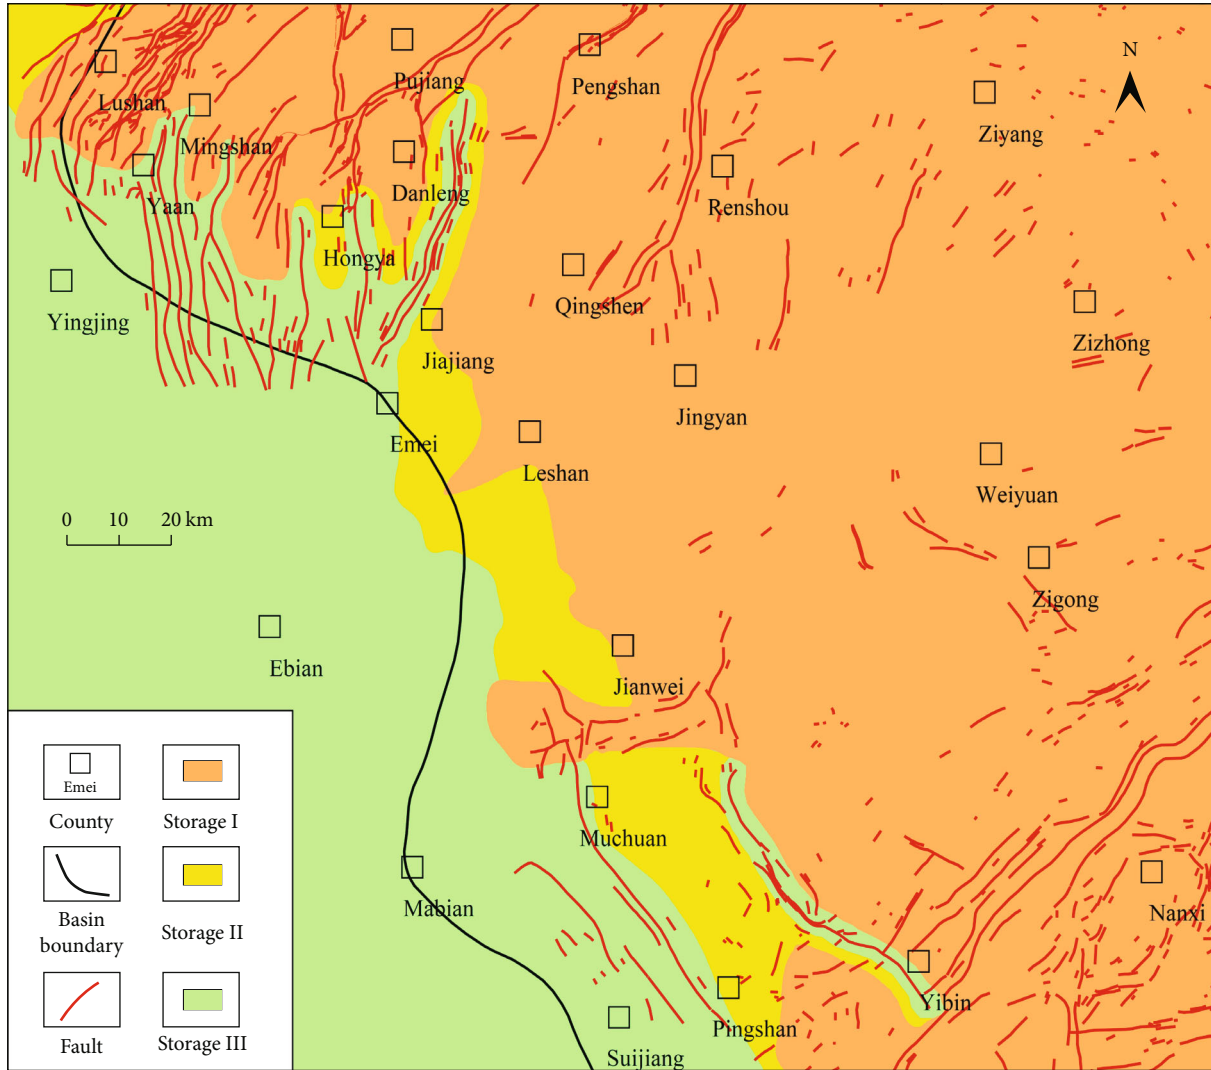 N
Pujiang
Pengshan
Lushan
Ziyang
Mingshan
Danleng
Yaan
Renshou
Hongya
Qingshen
Yingjing
Zizhong
Jiajiang
Jingyan
Emei
Leshan
Weiyuan
0 10 20 km
Zigong
Ebian
Jianwei
Emei
County
Storage I
Muchuan
Mabian
Nanxi
Basin
boundary
Storage II
Yibin
Pingshan
Fault
Storage III
Suijiang